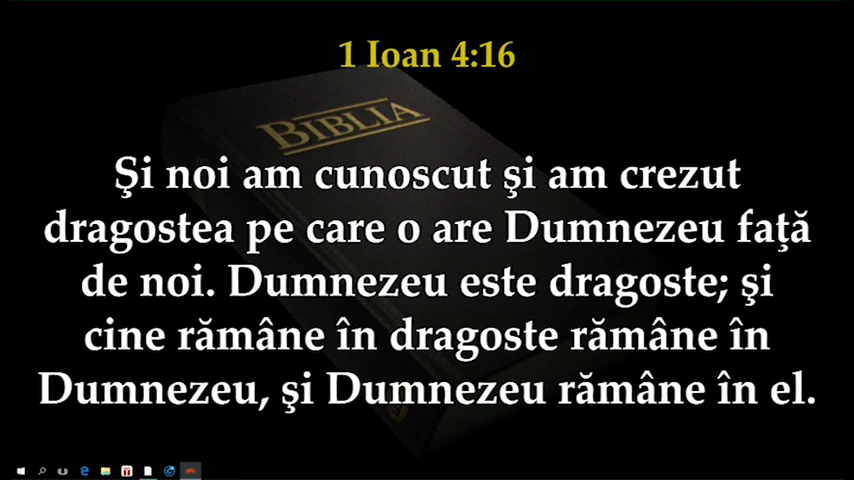 1 Ioan 4:16
BIBLIA
Şi noi am cunoscut şi am crezut
dragostea pe care o are Dumnezeu faţă
de noi. Dumnezeu este dragoste; şi
cine rămâne în dragoste rămâne în
Dumnezeu, şi Dumnezeu rămâne în el.